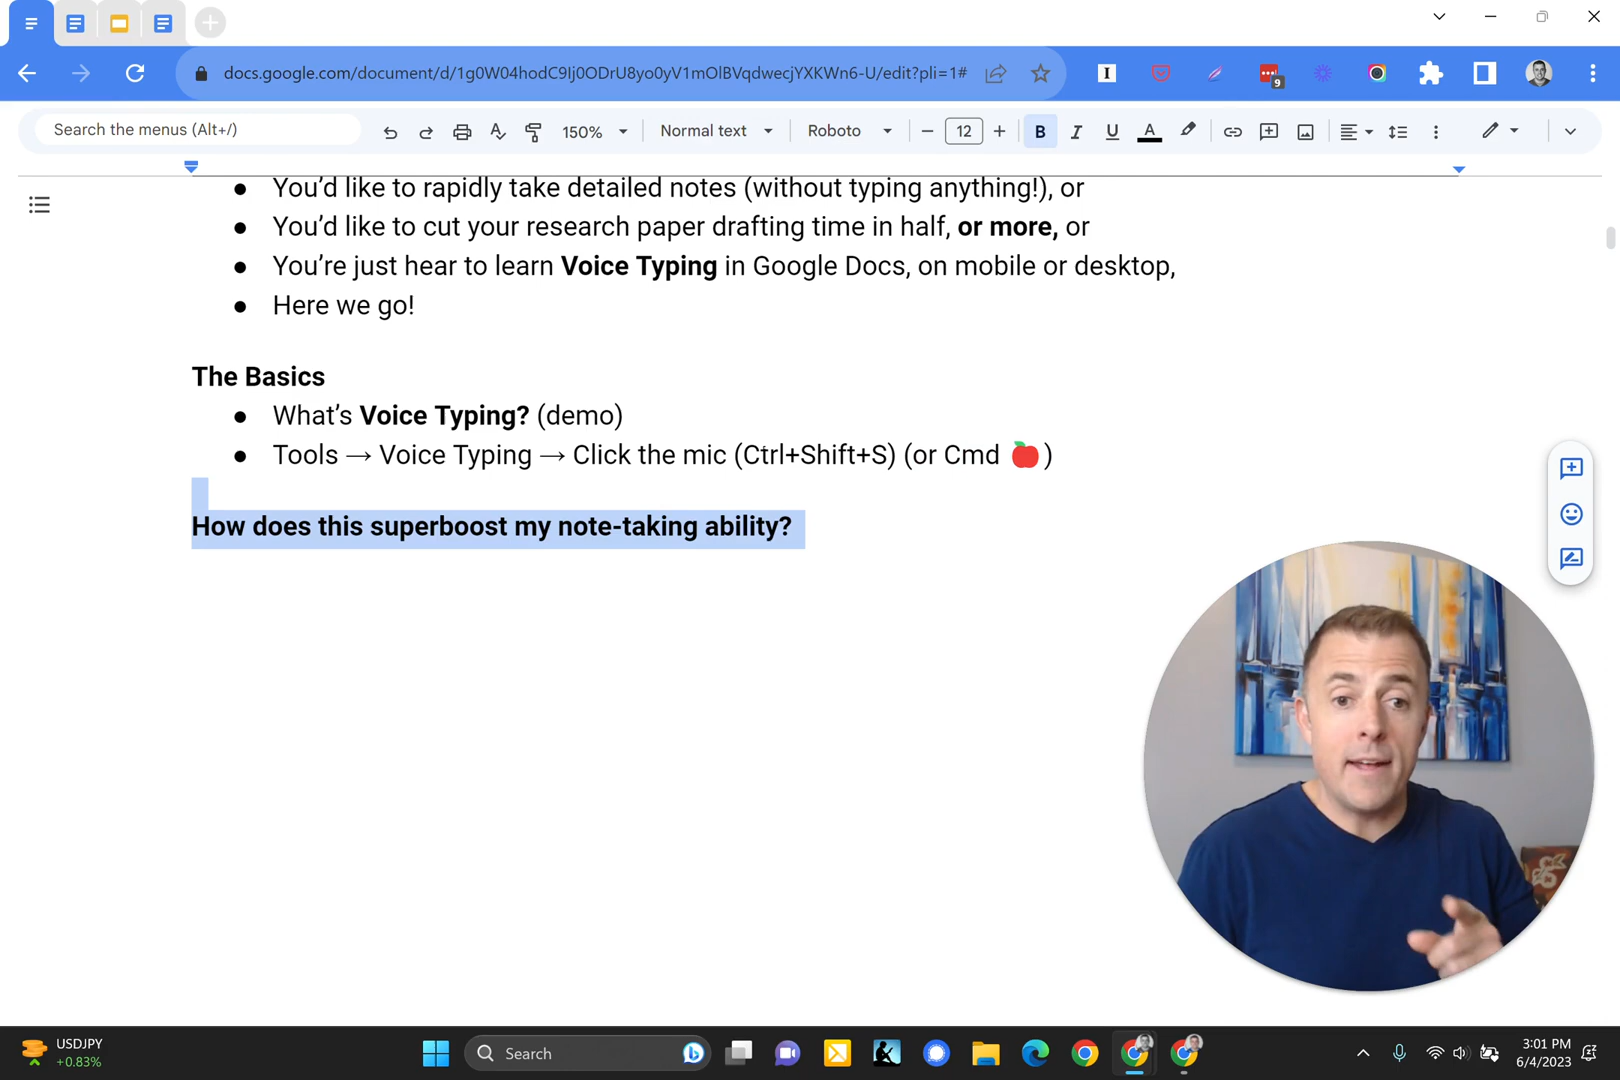 docs.google.com/document/d/1g0W04hodC9Ij0ODrU8yo0yV1mOlBVqdwecjYXKWn6-U/edit?pli=1#
9
Search the menus (Alt+/)
150%
Normal text
Roboto
12
B
I
U
A
● You’d like to rapidly take detailed notes (without typing anything!), or
● You’d like to cut your research paper drafting time in half, or more, or
● You’re just hear to learn Voice Typing in Google Docs, on mobile or desktop,
● Here we go!
The Basics
● What’s Voice Typing? (demo)
● Tools → Voice Typing → Click the mic (Ctrl+Shift+S) (or Cmd 🍎)
How does this superboost my note-taking ability?
USDJPY
+0.83%
Search
3:01 PM
6/4/2023